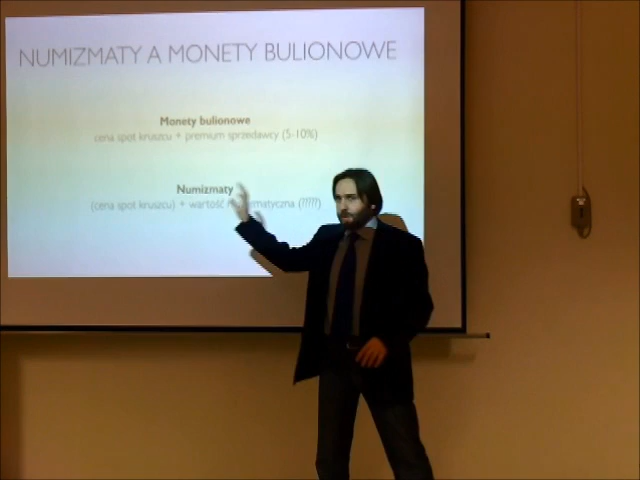 NUMIZMATY A MONETY BULIONOWE
Monety bulionowe
cena spot kruszcu + premium sprzedawcy (5-10%)
Numizmaty
(cena spot kruszcu) + wartość (?????)